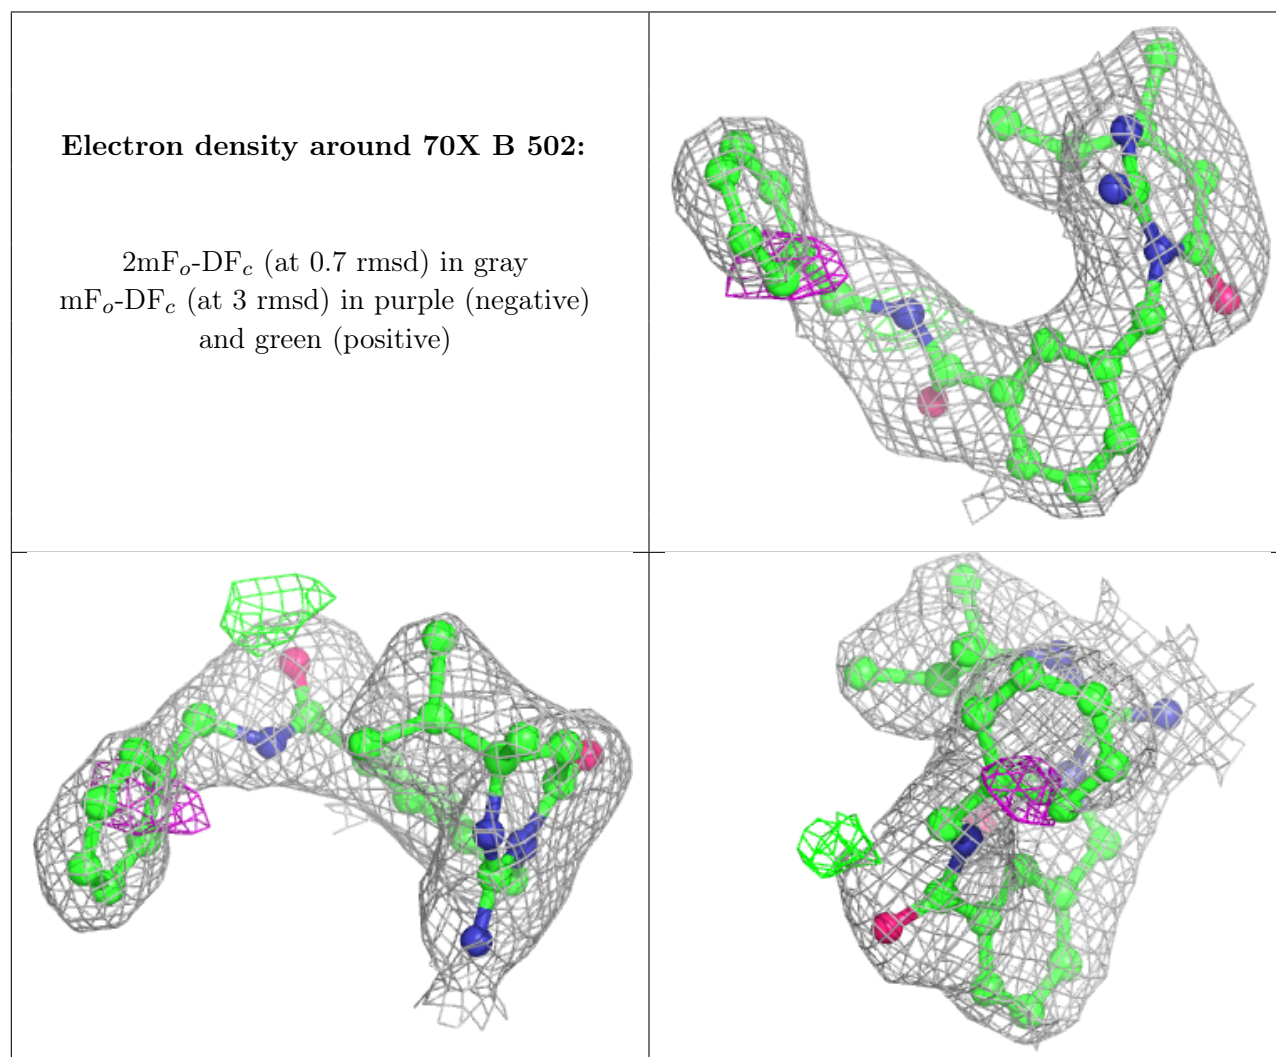 Electron density around 70X B 502:
2mFo-DFc (at 0.7 rmsd) in gray
mFo-DFc (at 3 rmsd) in purple (negative)
and green (positive)